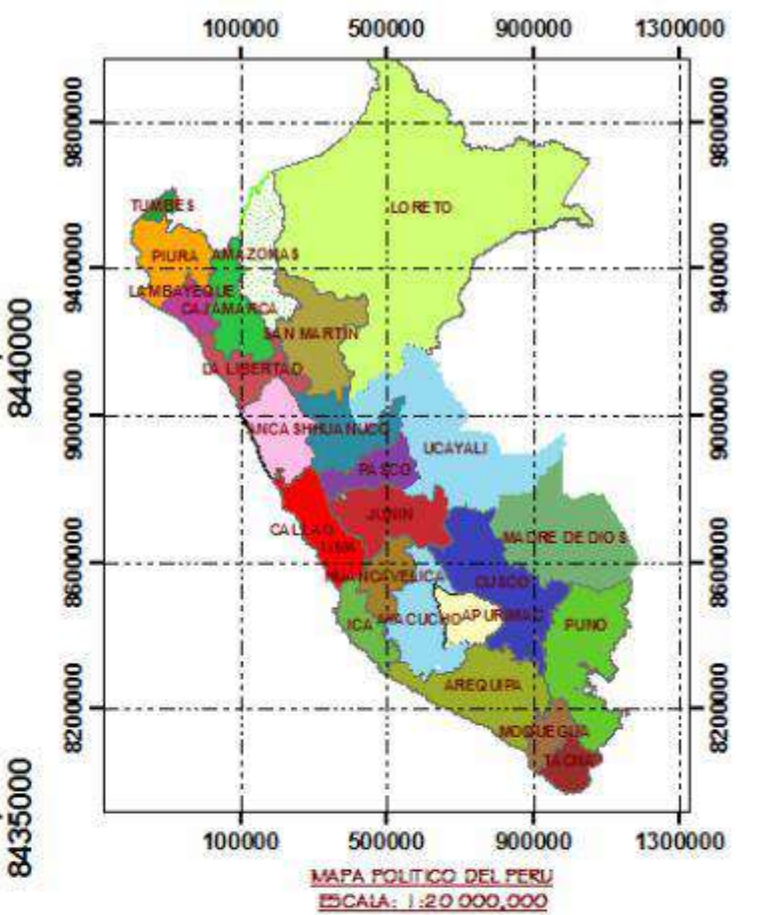 100000 500000 900000 1300000
9800000 9800000
TUMBES
LORETO
PIURA AMAZONAS
9400000 9400000
LAMBAYEQUE
CAJAMARCA
SAN MARTIN
8440000
LA LIBERTAD
9000000 9000000
ANCASH HUANUCO
UCAYALI
PASCO
JUNIN
CALLAO
MADRE DE DIOS
LIMA
8600000 8600000
HUANCAVELICA
CUSCO
ICA AYACUCHO APURIMAC PUNO
AREQUIPA
8200000 8200000
MOQUEGUA
TACNA
8435000
100000 500000 900000 1300000
MAPA POLITICO DEL PERU
ESCALA: 1:20 000,000